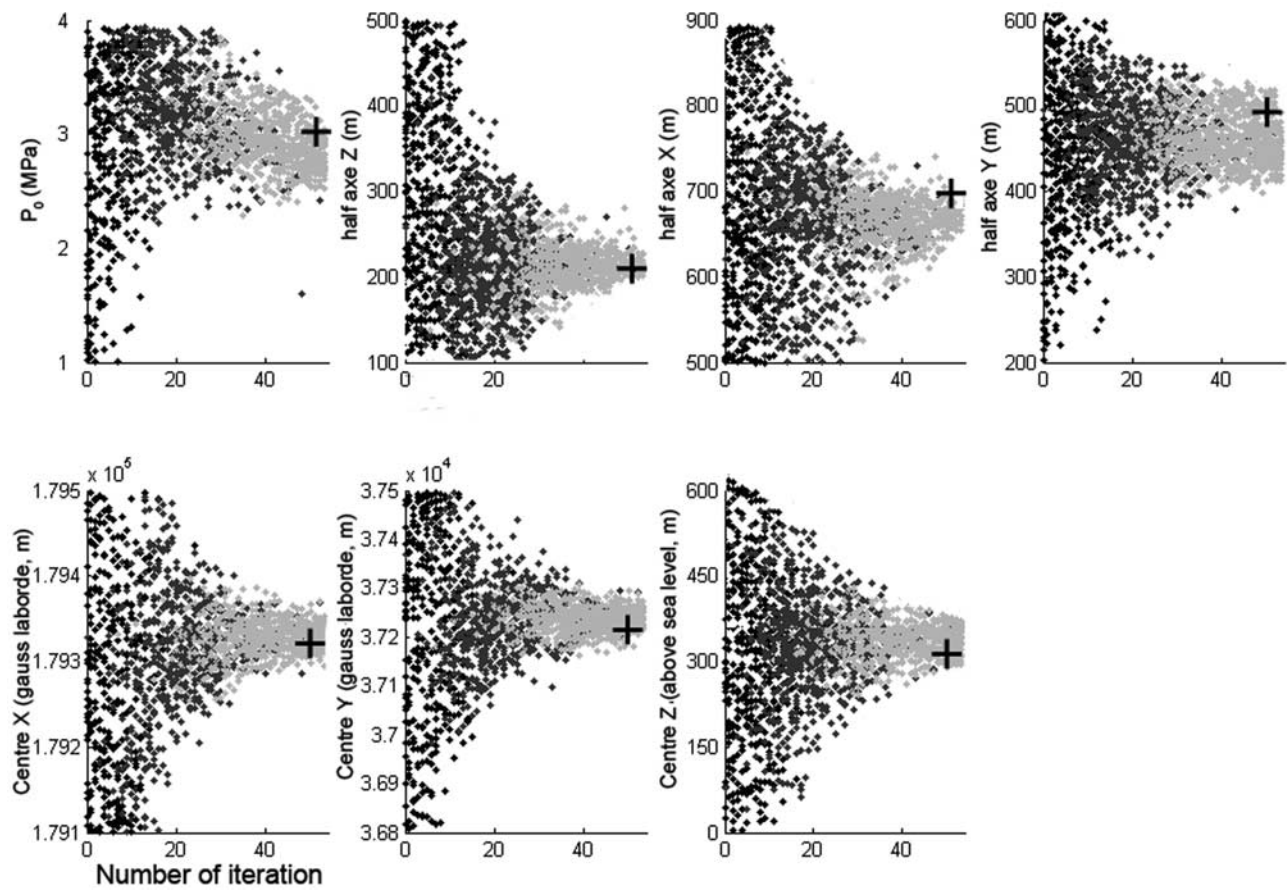 P₀ (MPa)
4
3
2
1
0 20 40
half axe Z (m)
500
400
300
200
100
0 20 40
half axe X (m)
900
800
700
600
500
0 20 40
half axe Y (m)
600
500
400
300
200
0 20 40
Centre X (gauss laborde, m)
x 10⁵
1.795
1.794
1.793
1.792
1.791
0 20 40
Number of iteration
Centre Y (gauss laborde, m)
x 10⁴
3.75
3.74
3.73
3.72
3.71
3.7
3.69
3.68
0 20 40
Centre Z (above sea level, m)
600
450
300
150
0
0 20 40